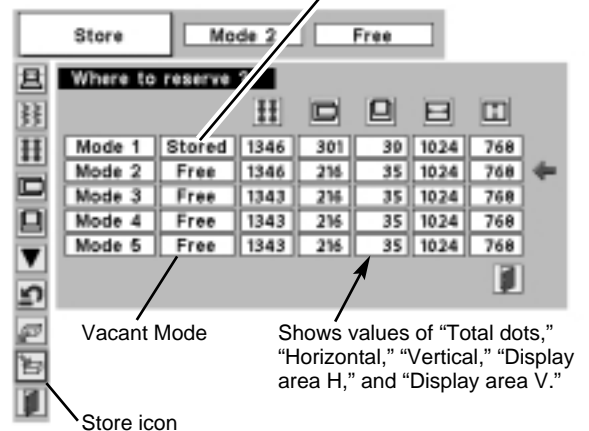 Store Mode 2 Free
Where to reserve
Mode 1 Stored 1346 301 30 1024 768
Mode 2 Free 1346 216 35 1024 768
Mode 3 Free 1343 216 35 1024 768
Mode 4 Free 1343 216 35 1024 768
Mode 5 Free 1343 216 35 1024 768
Vacant Mode
Shows values of “Total dots,”
“Horizontal,” “Vertical,” “Display
area H,” and “Display area V.”
Store icon